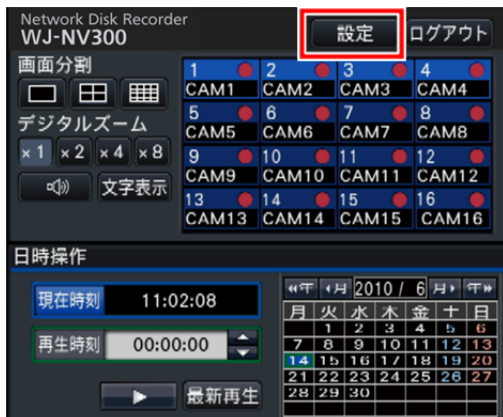 Network Disk Recorder
WJ-NV300
設定
ログアウト
画面分割
デジタルズーム
×1 ×2 ×4 ×8
文字表示
1 2 3 4
CAM1 CAM2 CAM3 CAM4
5 6 7 8
CAM5 CAM6 CAM7 CAM8
9 10 11 12
CAM9 CAM10 CAM11 CAM12
13 14 15 16
CAM13 CAM14 CAM15 CAM16
日時操作
現在時刻 11:02:08
再生時刻 00:00:00
最新再生
«年 ‹月 2010 / 6 月› 年»
月 火 水 木 金 土 日
1 2 3 4 5 6
7 8 9 10 11 12 13
14 15 16 17 18 19 20
21 22 23 24 25 26 27
28 29 30